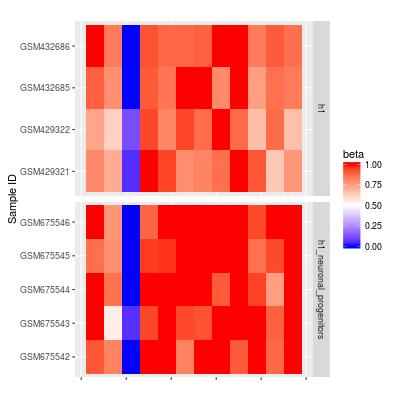 GSM432686
GSM432685
GSM429322
GSM429321
h1
GSM675546
GSM675545
GSM675544
GSM675543
GSM675542
h1_neuronal_progenitors
Sample ID
beta
1.00
0.75
0.50
0.25
0.00